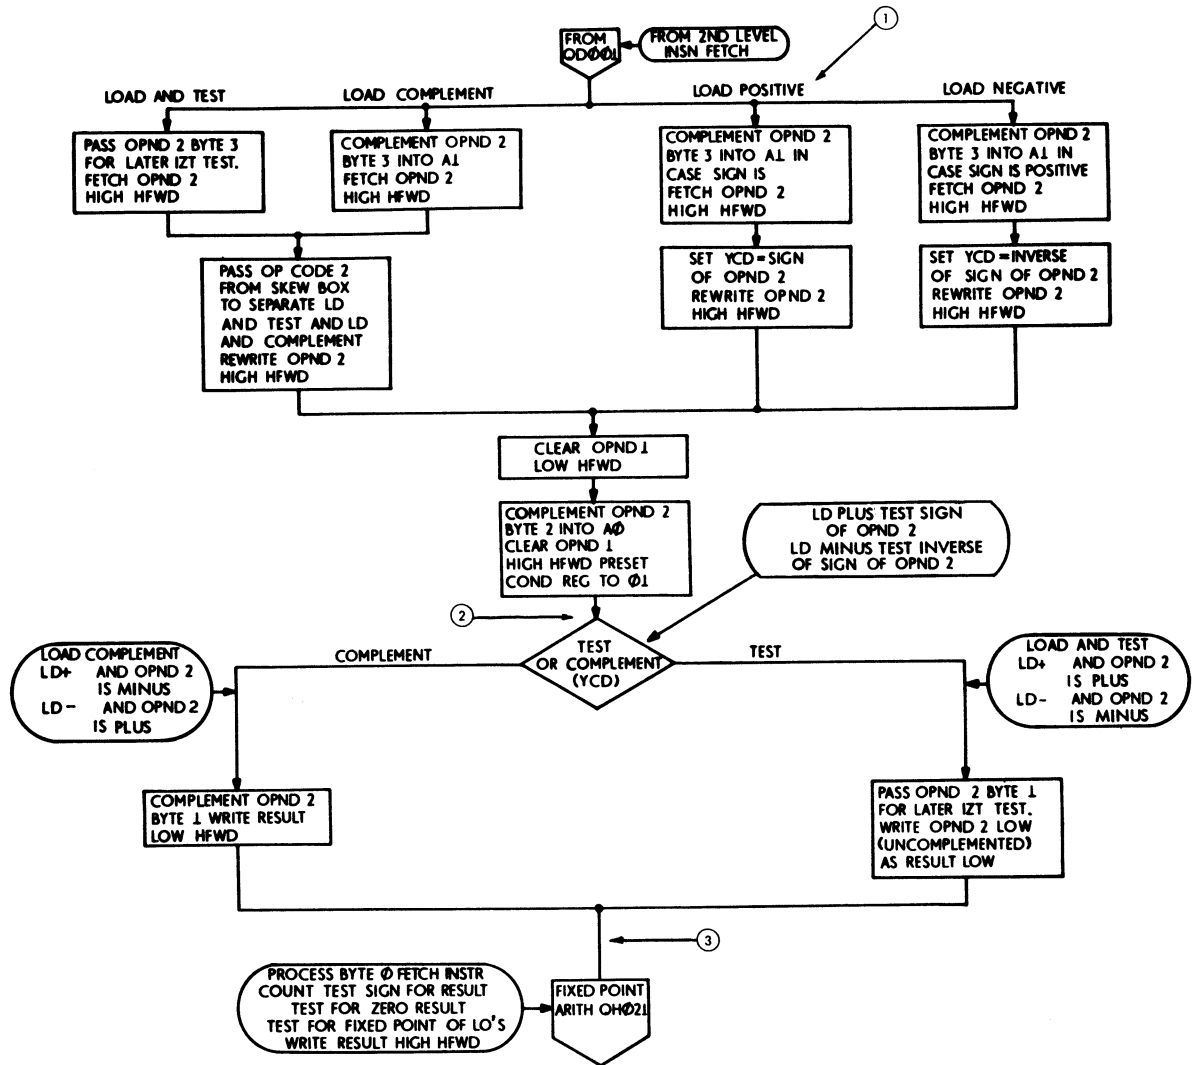 1
FROM
QDØØ1
FROM 2ND LEVEL
INSN FETCH
LOAD AND TEST
LOAD COMPLEMENT
LOAD POSITIVE
LOAD NEGATIVE
PASS OPND 2 BYTE 3
FOR LATER IZT TEST.
FETCH OPND 2
HIGH HFWD
COMPLEMENT OPND 2
BYTE 3 INTO A1
FETCH OPND 2
HIGH HFWD
COMPLEMENT OPND 2
BYTE 3 INTO A1 IN
CASE SIGN IS
FETCH OPND 2
HIGH HFWD
COMPLEMENT OPND 2
BYTE 3 INTO A1 IN
CASE SIGN IS POSITIVE
FETCH OPND 2
HIGH HFWD
PASS OP CODE 2
FROM SKEW BOX
TO SEPARATE LD
AND TEST AND LD
AND COMPLEMENT
REWRITE OPND 2
HIGH HFWD
SET YCD=SIGN
OF OPND 2
REWRITE OPND 2
HIGH HFWD
SET YCD=INVERSE
OF SIGN OF OPND 2
REWRITE OPND 2
HIGH HFWD
CLEAR OPND 1
LOW HFWD
COMPLEMENT OPND 2
BYTE 2 INTO AØ
CLEAR OPND 1
HIGH HFWD PRESET
COND REG TO Ø1
LD PLUS TEST SIGN
OF OPND 2
LD MINUS TEST INVERSE
OF SIGN OF OPND 2
2
TEST
OR COMPLEMENT
(YCD)
COMPLEMENT
TEST
LOAD COMPLEMENT
LD+ AND OPND 2
IS MINUS
LD- AND OPND 2
IS PLUS
LOAD AND TEST
LD+ AND OPND 2
IS PLUS
LD- AND OPND 2
IS MINUS
COMPLEMENT OPND 2
BYTE 1 WRITE RESULT
LOW HFWD
PASS OPND 2 BYTE 1
FOR LATER IZT TEST.
WRITE OPND 2 LOW
(UNCOMPLEMENTED)
AS RESULT LOW
3
PROCESS BYTE Ø FETCH INSTR
COUNT TEST SIGN FOR RESULT
TEST FOR ZERO RESULT
TEST FOR FIXED POINT OF LO'S
WRITE RESULT HIGH HFWD
FIXED POINT
ARITH QHØ21